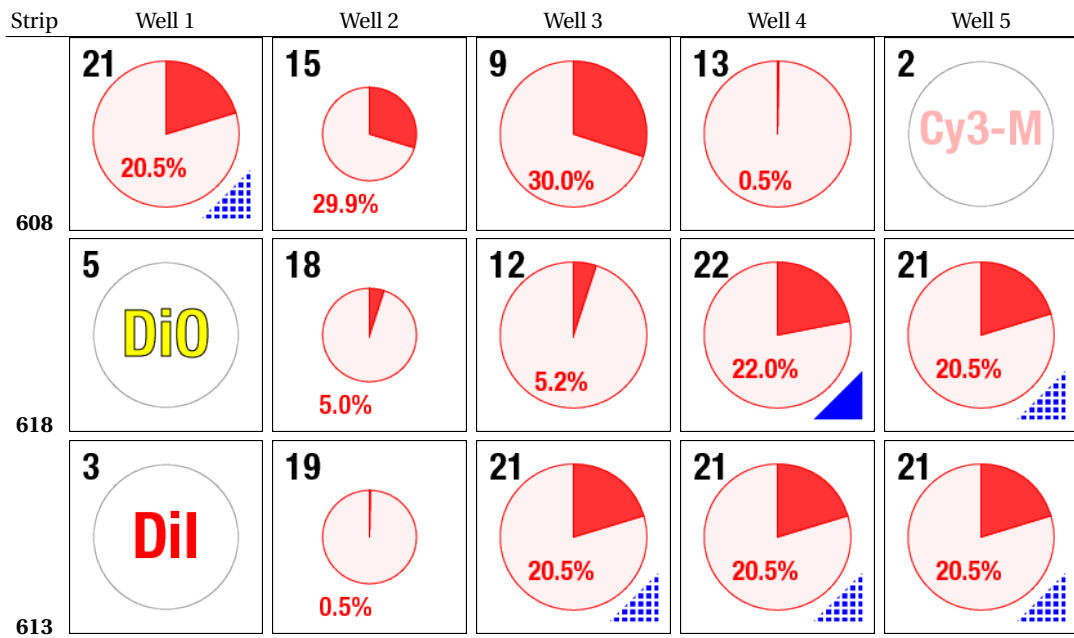 Strip Well 1 Well 2 Well 3 Well 4 Well 5
21 15 9 13 2
Cy3-M
20.5% 30.0% 0.5%
29.9%
608
5 18 12 22 21
DiO
5.2% 22.0% 20.5%
5.0%
618
3 19 21 21 21
DiI
20.5% 20.5% 20.5%
0.5%
613